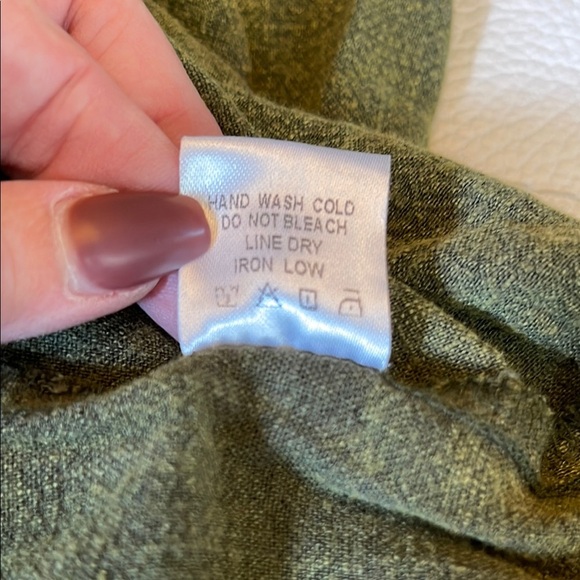 HAND WASH COLD
DO NOT BLEACH
LINE DRY
IRON LOW